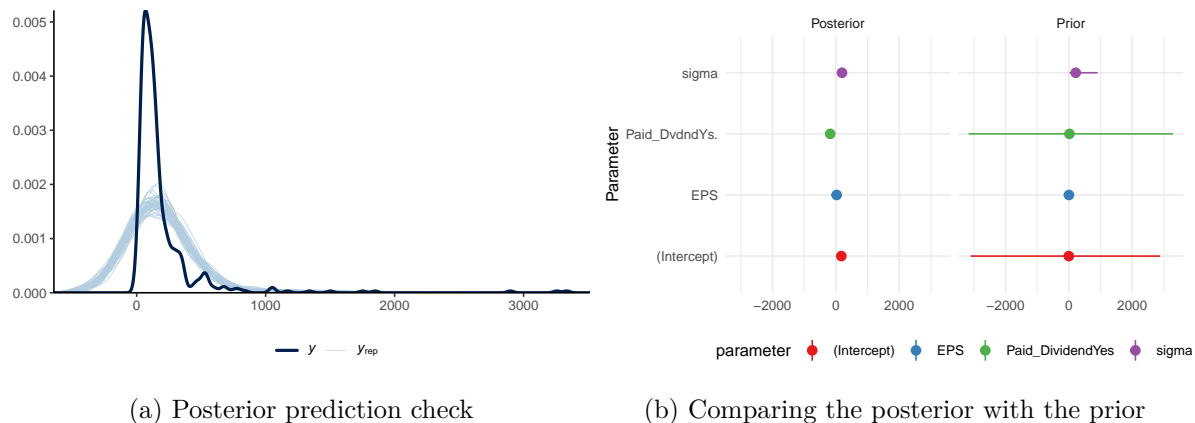 0.005
0.004
0.003
0.002
0.001
0.000
0 1000 2000 3000
y yrep
(a) Posterior prediction check
Posterior Prior
Parameter
sigma
Paid_DvdndYs.
EPS
(Intercept)
−2000 0 2000 −2000 0 2000
parameter (Intercept) EPS Paid_DividendYes sigma
(b) Comparing the posterior with the prior